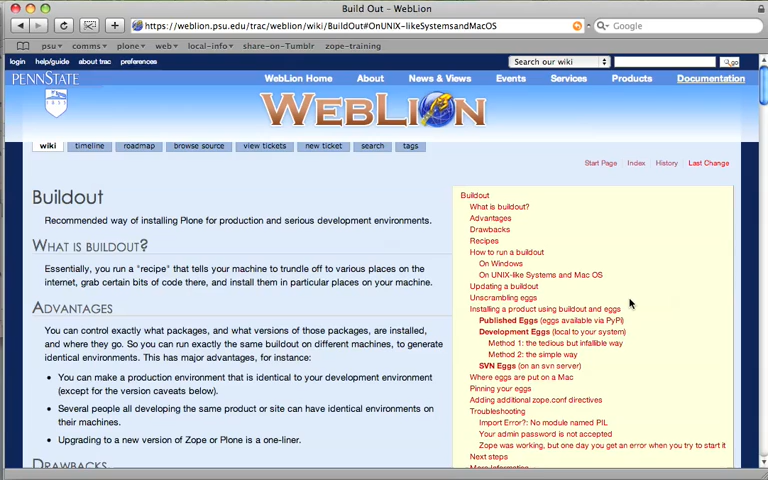 Build Out – WebLion
https://weblion.psu.edu/trac/weblion/wiki/BuildOut#OnUNIX-likeSystemsandMacOS
Google
psu comms plone web local-info share-on-Tumblr zope-training
login help/guide about trac preferences
Search our wiki
go
PENNSTATE
1855
WebLion Home About News & Views Events Services Products Documentation
WEBLION
wiki timeline roadmap browse source view tickets new ticket search tags
Start Page Index History Last Change
Buildout
Recommended way of installing Plone for production and serious development environments.
WHAT IS BUILDOUT?
Essentially, you run a "recipe" that tells your machine to trundle off to various places on the
internet, grab certain bits of code there, and install them in particular places on your machine.
ADVANTAGES
You can control exactly what packages, and what versions of those packages, are installed,
and where they go. So you can run exactly the same buildout on different machines, to generate
identical environments. This has major advantages, for instance:
• You can make a production environment that is identical to your development environment
(except for the version caveats below).
• Several people all developing the same product or site can have identical environments on
their machines.
• Upgrading to a new version of Zope or Plone is a one-liner.
DRAWBACKS
Buildout
What is buildout?
Advantages
Drawbacks
Recipes
How to run a buildout
On Windows
On UNIX-like Systems and Mac OS
Updating a buildout
Unscrambling eggs
Installing a product using buildout and eggs
Published Eggs (eggs available via PyPi)
Development Eggs (local to your system)
Method 1: the tedious but infallible way
Method 2: the simple way
SVN Eggs (on an svn server)
Where eggs are put on a Mac
Pinning your eggs
Adding additional zope.conf directives
Troubleshooting
Import Error?: No module named PIL
Your admin password is not accepted
Zope was working, but one day you get an error when you try to start it
Next steps
More Information